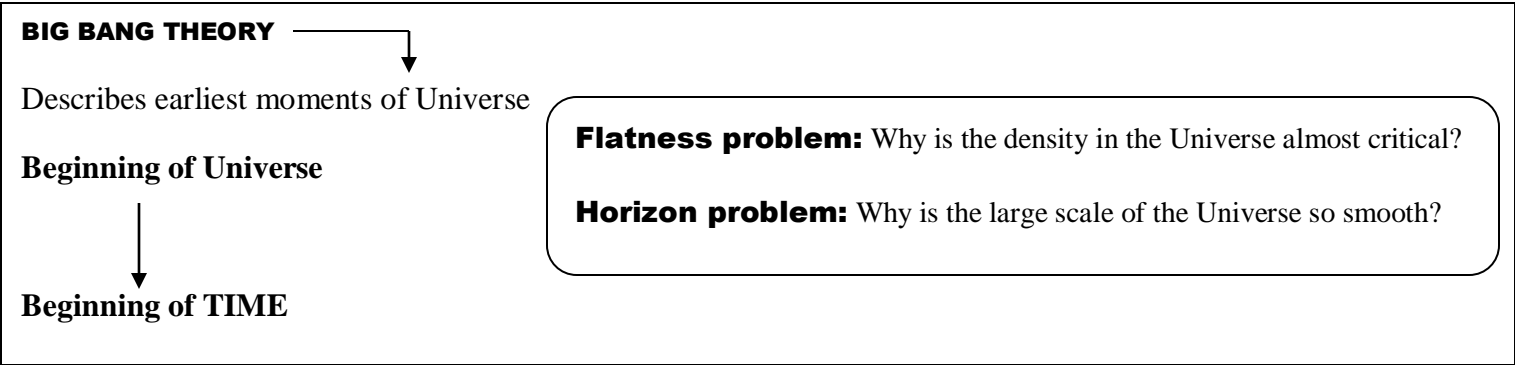 BIG BANG THEORY
Describes earliest moments of Universe
Beginning of Universe
Beginning of TIME
Flatness problem: Why is the density in the Universe almost critical?
Horizon problem: Why is the large scale of the Universe so smooth?